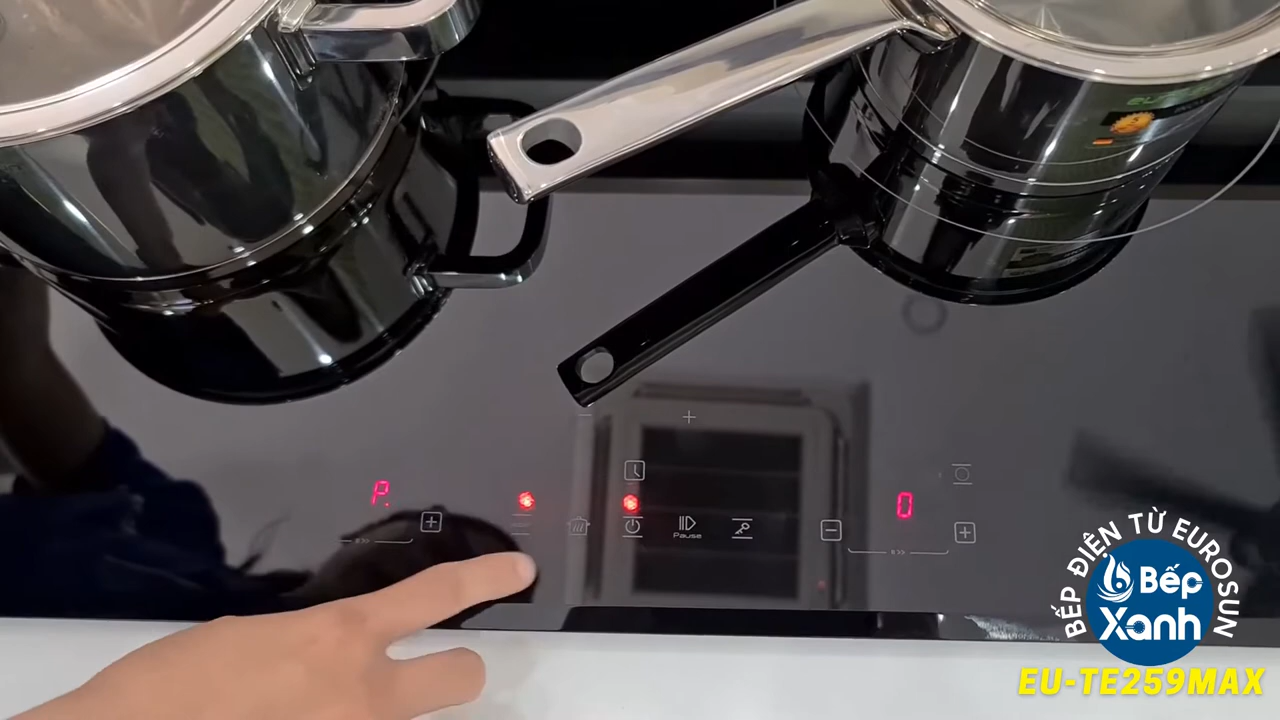 P.
0
Pause
B>>
B>>
BẾP ĐIỆN TỪ EUROSUN
Bếp
Xanh
EU-TE259MAX